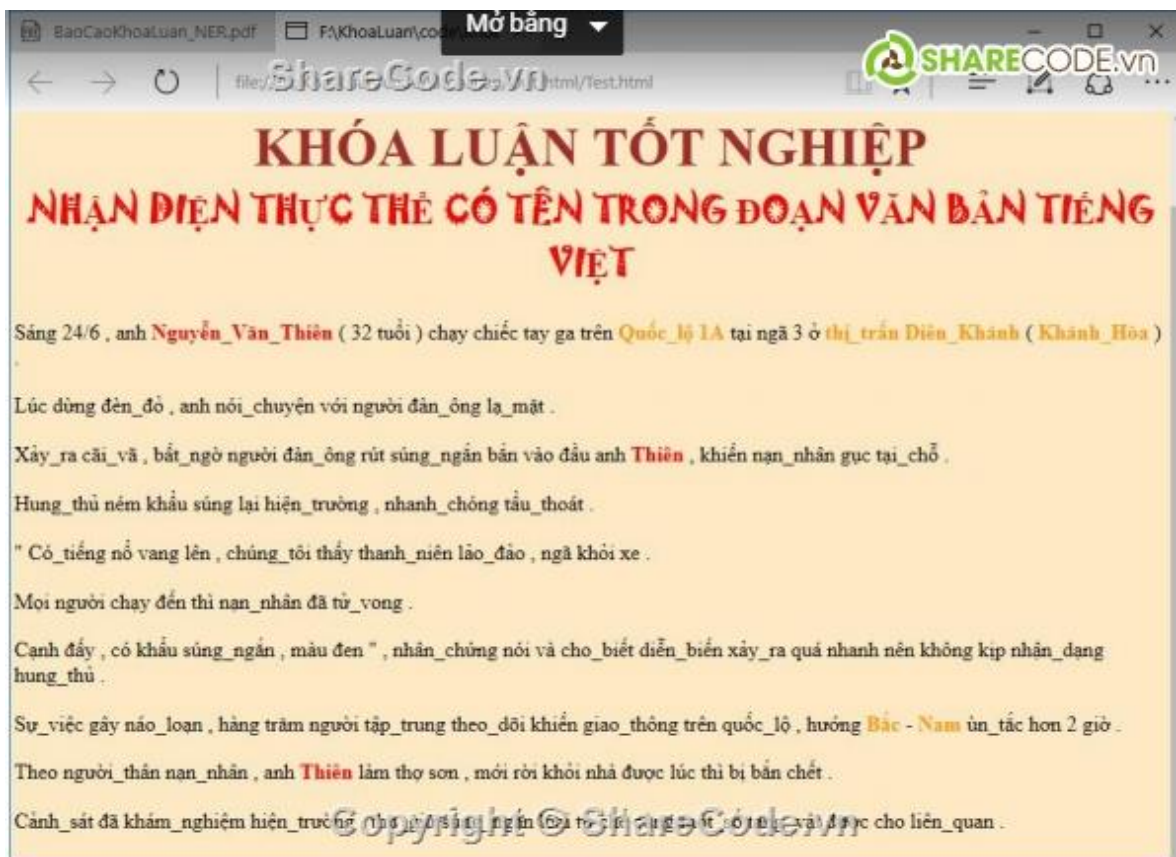 BaoCaoKhoaLuan_NER.pdf
F:\KhoaLuan\co
Mở bằng
SHARECODE.vn
file:/
ShareCode.vn
html/Test.html
KHÓA LUẬN TỐT NGHIỆP
NHẬN DIỆN THỰC THỂ CÓ TÊN TRONG ĐOẠN VĂN BẢN TIẾNG
VIỆT
Sáng 24/6 , anh Nguyễn_Văn_Thiên ( 32 tuổi ) chạy chiếc tay ga trên Quốc_lộ 1A tại ngã 3 ở thị_trấn Diên_Khánh ( Khánh_Hòa )
.
Lúc dừng đèn_đỏ , anh nói_chuyện với người đàn_ông lạ_mặt .
Xảy_ra cãi_vã , bất_ngờ người đàn_ông rút súng_ngắn bắn vào đầu anh Thiên , khiến nạn_nhân gục tại_chỗ .
Hung_thủ ném khẩu súng lại hiện_trường , nhanh_chóng tẩu_thoát .
" Có_tiếng nổ vang lên , chúng_tôi thấy thanh_niên lảo_đảo , ngã khỏi xe .
Mọi người chạy đến thì nạn_nhân đã tử_vong .
Cạnh đấy , có khẩu súng_ngắn , màu đen " , nhân_chứng nói và cho_biết diễn_biến xảy_ra quá nhanh nên không kịp nhận_dạng
hung_thủ .
Sự_việc gây náo_loạn , hàng trăm người tập_trung theo_dõi khiến giao_thông trên quốc_lộ , hướng Bắc - Nam ùn_tắc hơn 2 giờ .
Theo người_thân nạn_nhân , anh Thiên làm thợ sơn , mới rời khỏi nhà được lúc thì bị bắn chết .
Cảnh_sát đã khám_nghiệm hiện_trường được cho liên_quan .
Copyright © ShareCode.vn